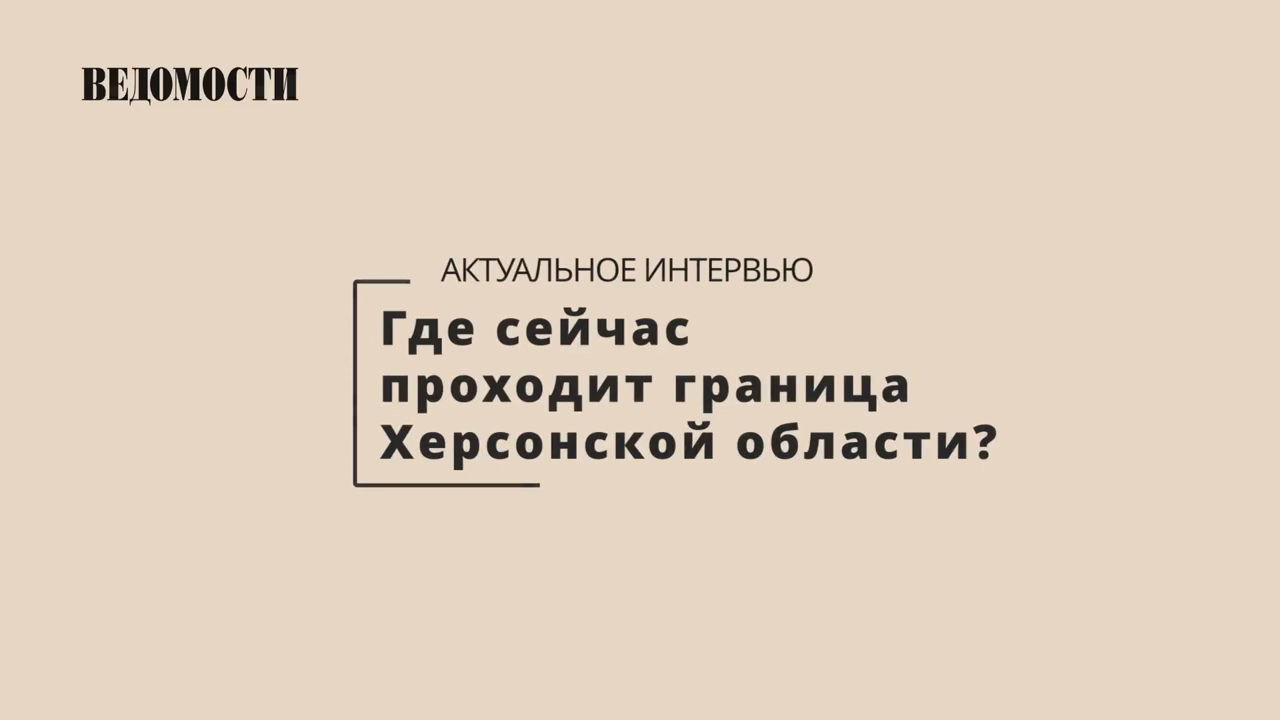 ВЕДОМОСТИ
АКТУАЛЬНОЕ ИНТЕРВЬЮ
Где сейчас
проходит граница
Херсонской области?